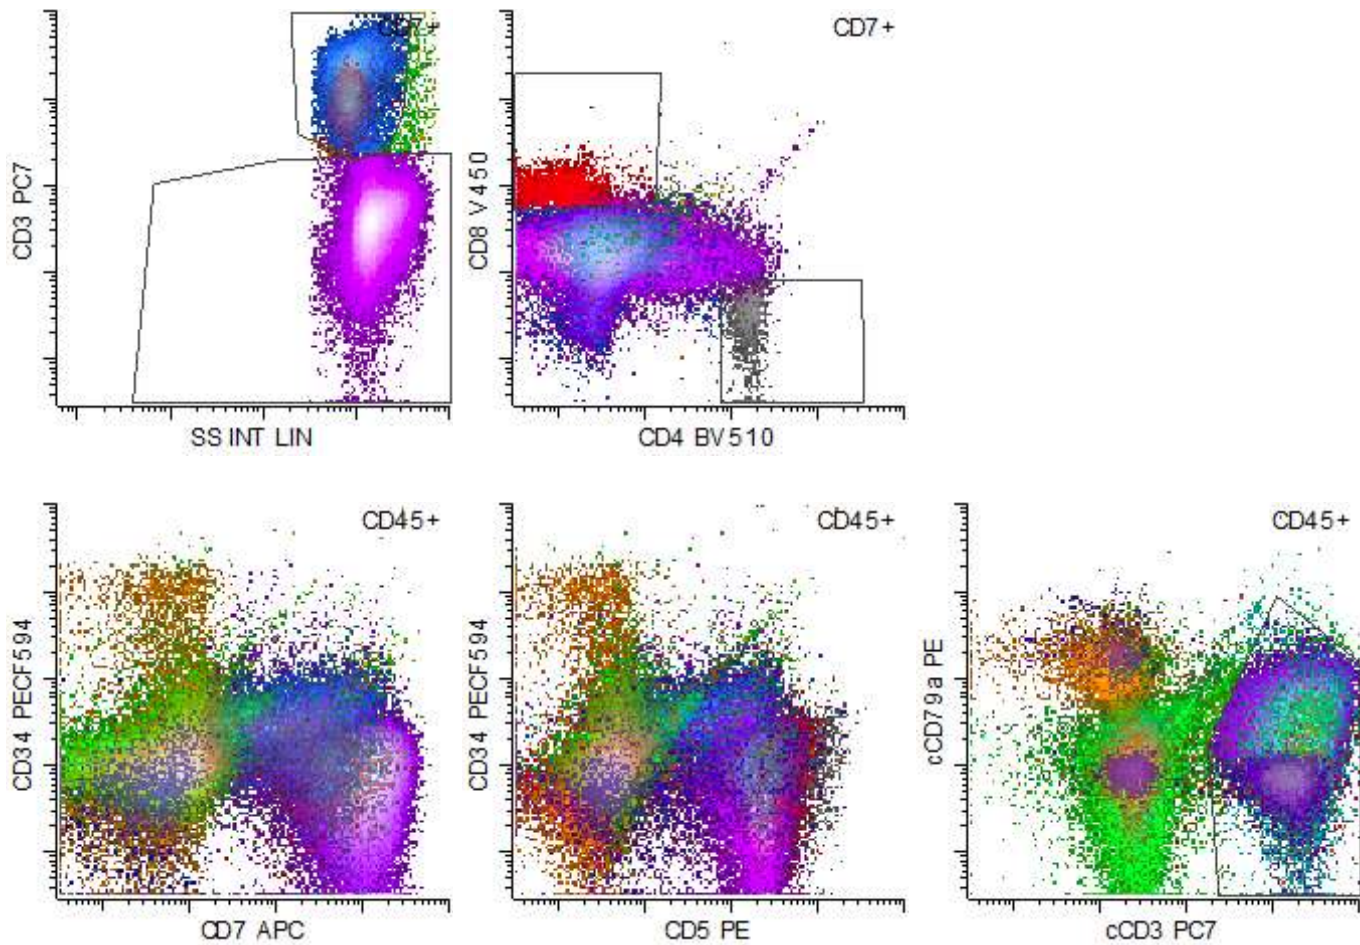 CD7+
CD3 PC7
SS INT LIN
CD7+
CD8 V450
CD4 BV510
CD45+
CD34 PECF594
CD7 APC
CD45+
CD34 PECF594
CD5 PE
CD45+
cCD79a PE
cCD3 PC7